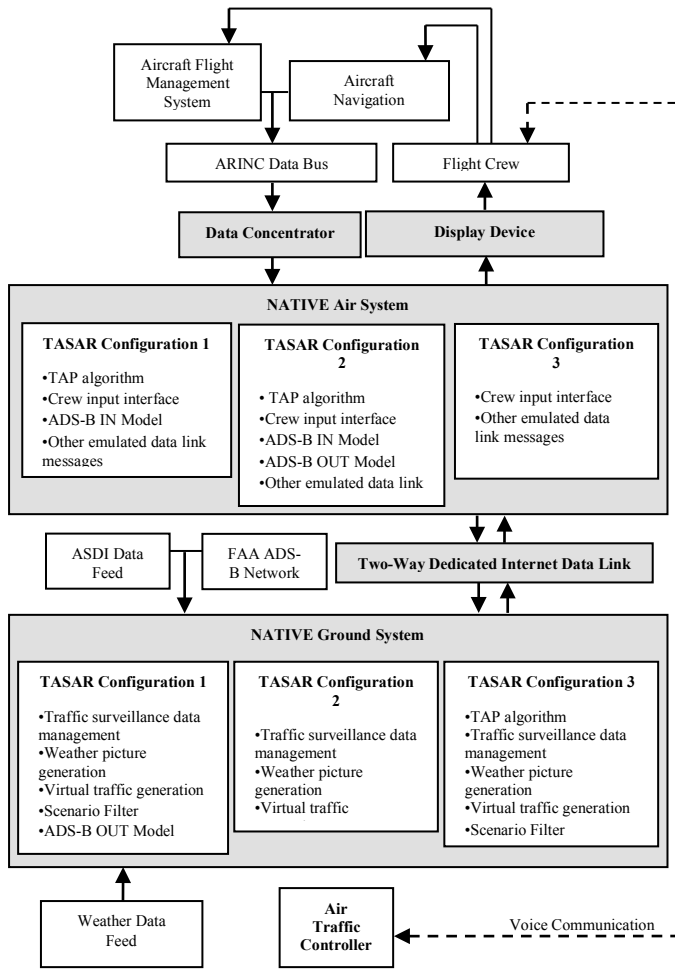 Aircraft Flight
Management
System
Aircraft
Navigation
ARINC Data Bus
Flight Crew
Data Concentrator
Display Device
NATIVE Air System
TASAR Configuration 1
•TAP algorithm
•Crew input interface
•ADS-B IN Model
•Other emulated data link
messages
TASAR Configuration
2
•TAP algorithm
•Crew input interface
•ADS-B IN Model
•ADS-B OUT Model
•Other emulated data link
TASAR Configuration
3
•Crew input interface
•Other emulated data
link messages
ASDI Data
Feed
FAA ADS-
B Network
Two-Way Dedicated Internet Data Link
NATIVE Ground System
TASAR Configuration 1
•Traffic surveillance data
management
•Weather picture
generation
•Virtual traffic generation
•Scenario Filter
•ADS-B OUT Model
TASAR Configuration
2
•Traffic surveillance data
management
•Weather picture
generation
•Virtual traffic
TASAR Configuration 3
•TAP algorithm
•Traffic surveillance data
management
•Weather picture
generation
•Virtual traffic generation
•Scenario Filter
Weather Data
Feed
Air
Traffic
Controller
Voice Communication